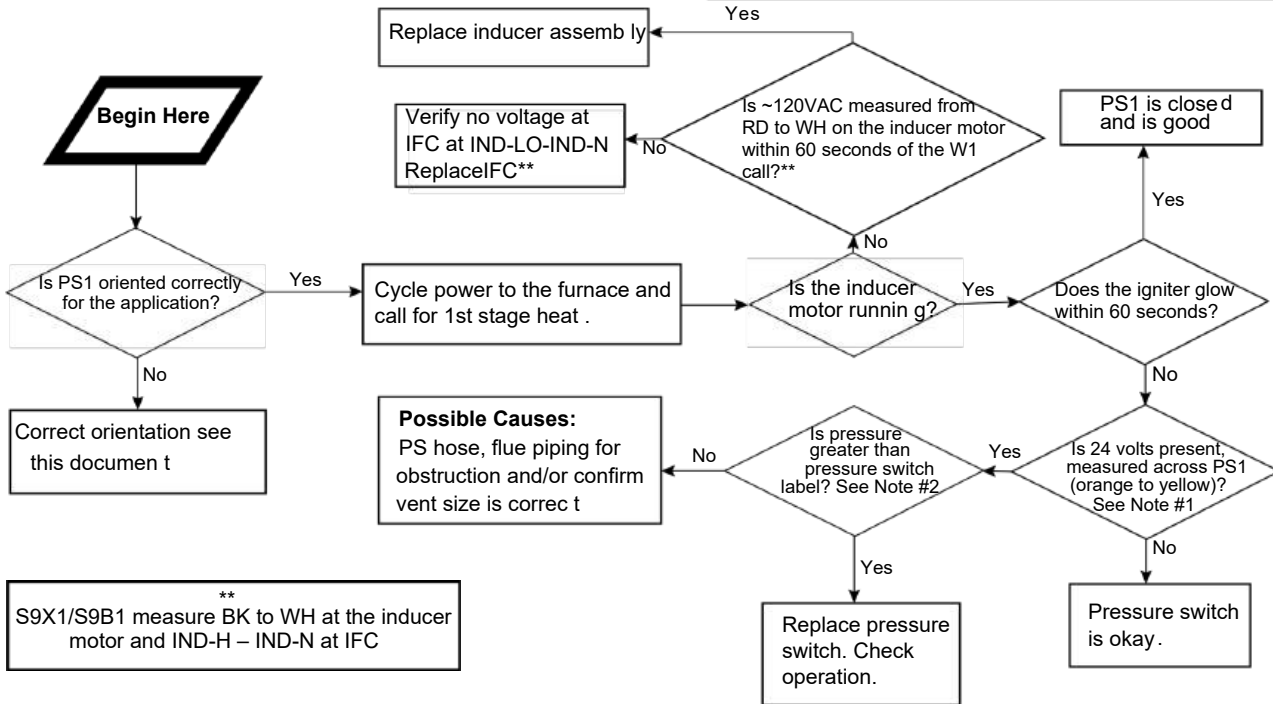 Begin Here
Is PS1 oriented correctly
for the application?
Yes
No
Correct orientation see
this documen t
Cycle power to the furnace and
call for 1st stage heat .
Is the inducer
motor runnin g?
No
Yes
Is ~120VAC measured from
RD to WH on the inducer motor
within 60 seconds of the W1
call?**
Yes
Replace inducer assemb ly
No
Verify no voltage at
IFC at IND-LO-IND-N
ReplaceIFC**
Does the igniter glow
within 60 seconds?
Yes
PS1 is close d
and is good
No
Is 24 volts present,
measured across PS1
(orange to yellow)?
See Note #1
Yes
No
Pressure switch
is okay .
Is pressure
greater than
pressure switch
label? See Note #2
No
Possible Causes:
PS hose, flue piping for
obstruction and/or confirm
vent size is correc t
Yes
Replace pressure
switch. Check
operation.
**
S9X1/S9B1 measure BK to WH at the inducer
motor and IND-H – IND-N at IFC